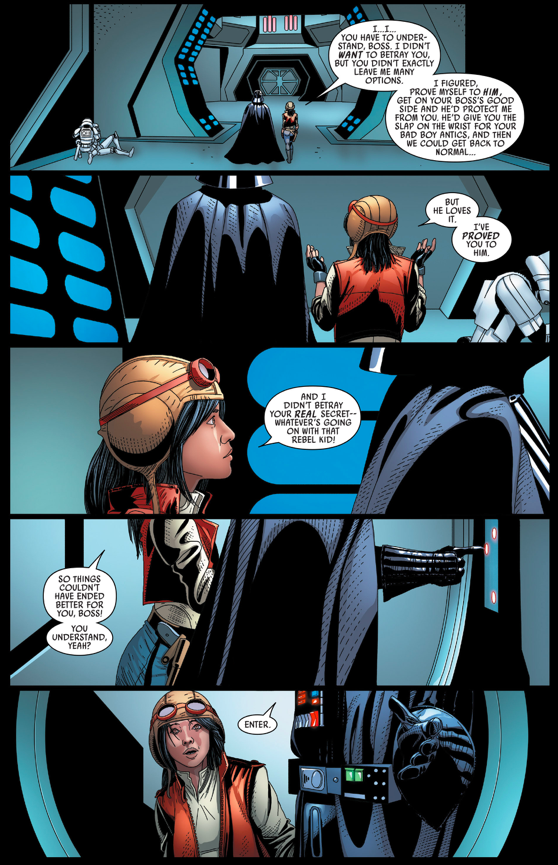 I...I...
YOU HAVE TO UNDER-
STAND, BOSS. I DIDN'T
WANT TO BETRAY YOU,
BUT YOU DIDN'T EXACTLY
LEAVE ME MANY
OPTIONS.
I FIGURED,
PROVE MYSELF TO HIM,
GET ON YOUR BOSS'S GOOD
SIDE AND HE'D PROTECT ME
FROM YOU. HE'D GIVE YOU THE
SLAP ON THE WRIST FOR YOUR
BAD BOY ANTICS, AND THEN
WE COULD GET BACK TO
NORMAL...
BUT
HE LOVES
IT.
I'VE
PROVED
YOU TO
HIM.
AND I
DIDN'T BETRAY
YOUR REAL SECRET--
WHATEVER'S GOING
ON WITH THAT
REBEL KID!
SO THINGS
COULDN'T
HAVE ENDED
BETTER FOR
YOU, BOSS!
YOU
UNDERSTAND,
YEAH?
ENTER.